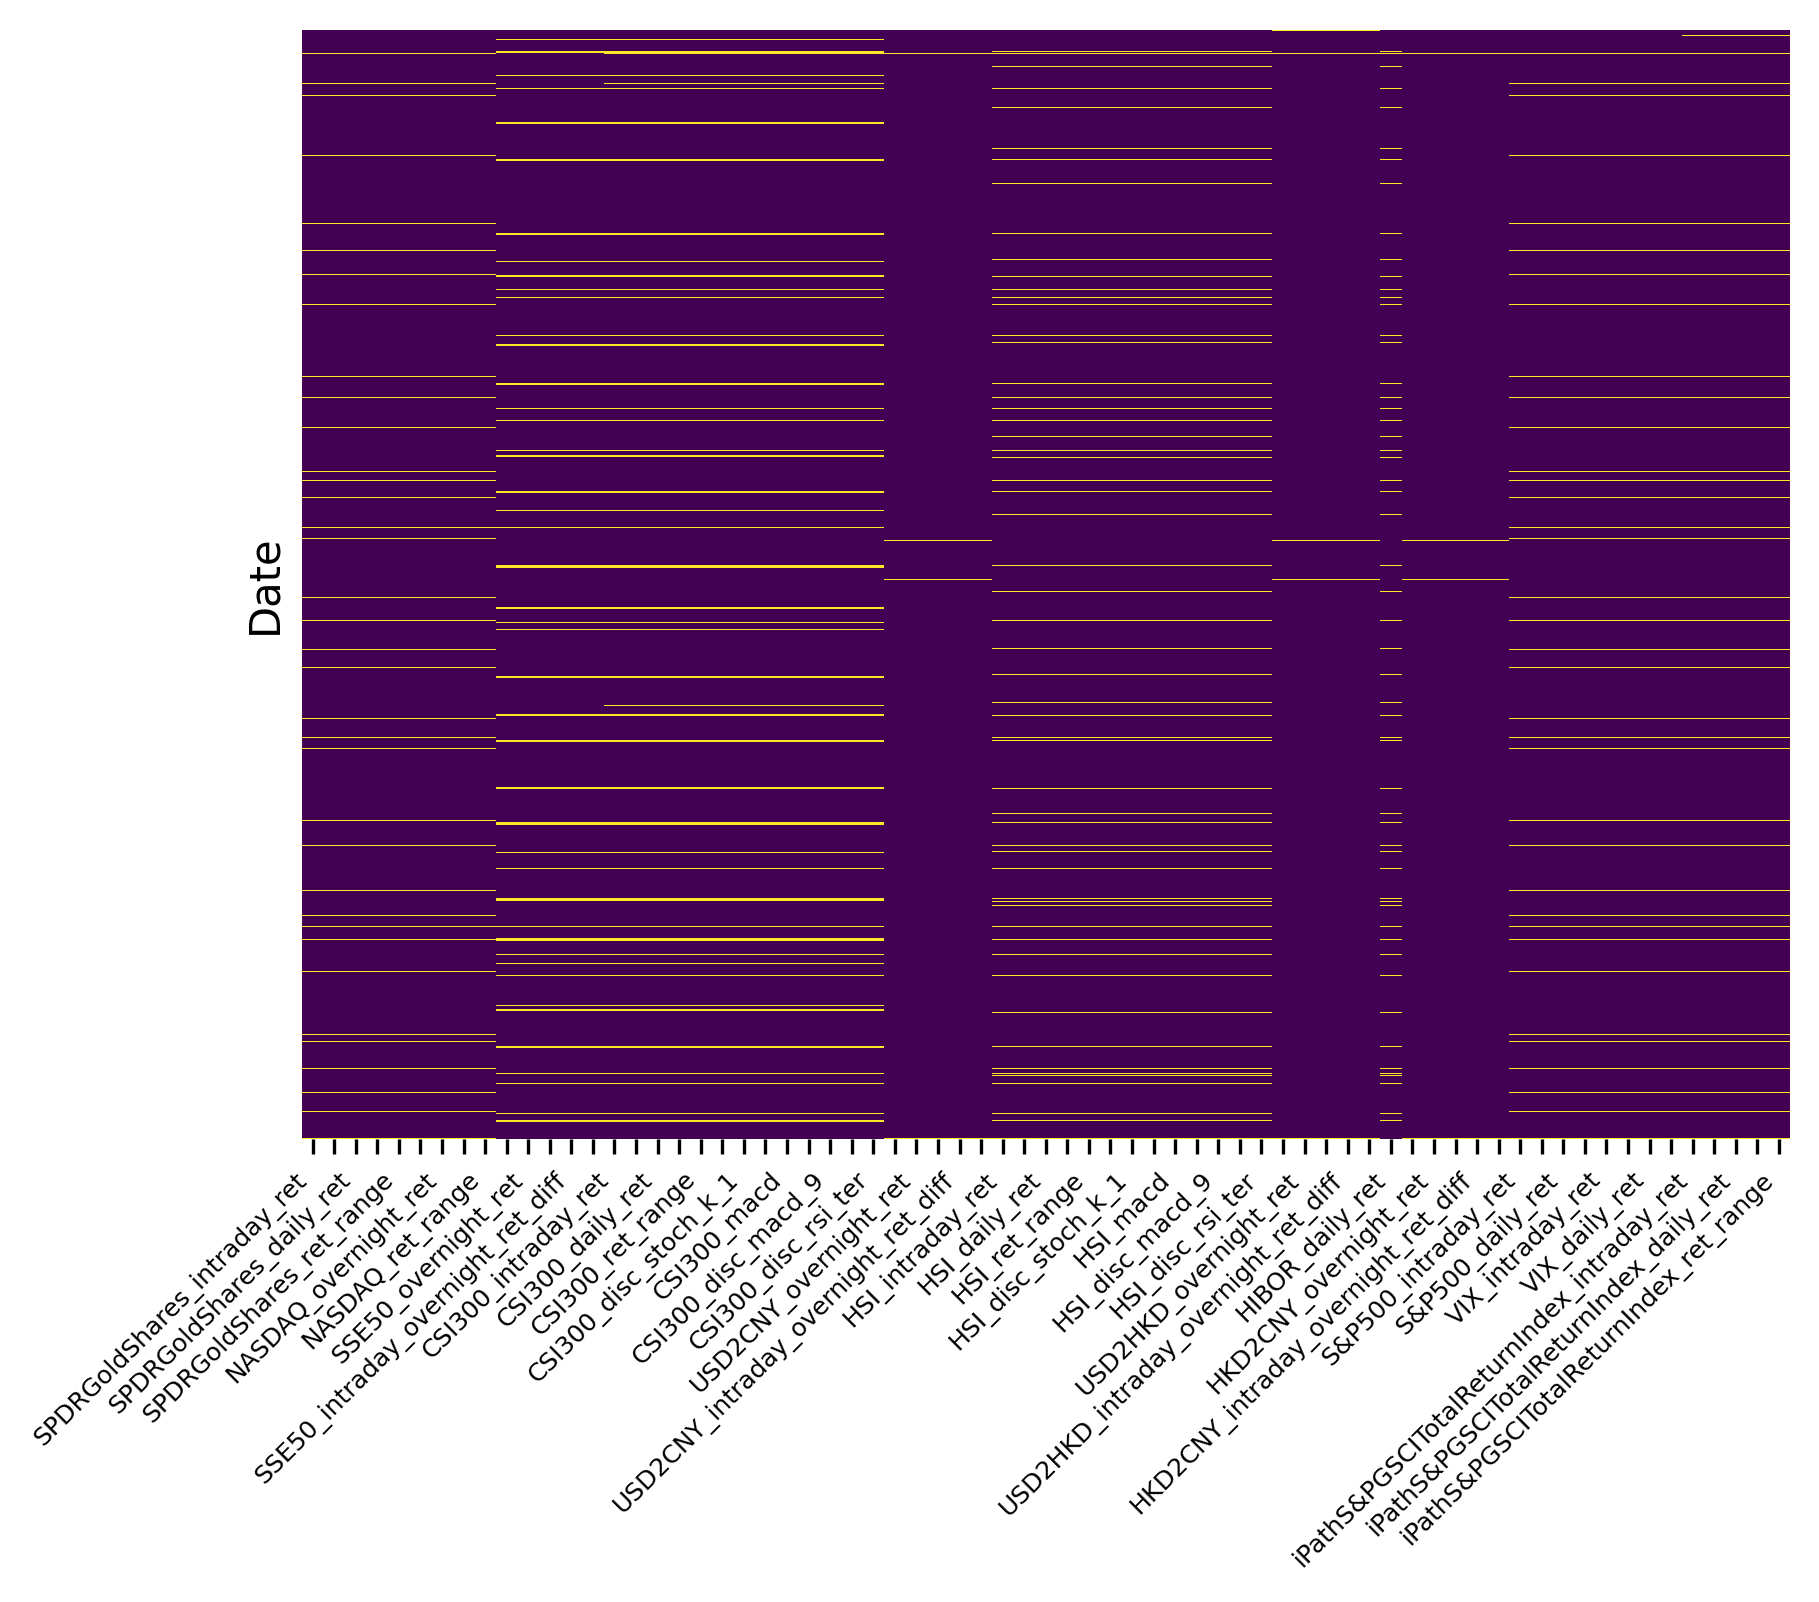 Date
SPDRGoldShares_intraday_ret
SPDRGoldShares_daily_ret
SPDRGoldShares_ret_range
NASDAQ_overnight_ret
NASDAQ_ret_range
SSE50_overnight_ret
SSE50_intraday_overnight_ret_diff
CSI300_intraday_ret
CSI300_daily_ret
CSI300_ret_range
CSI300_disc_stoch_k_1
CSI300_macd
CSI300_disc_macd_9
CSI300_disc_rsi_ter
USD2CNY_overnight_ret
USD2CNY_intraday_overnight_ret_diff
HSI_intraday_ret
HSI_daily_ret
HSI_ret_range
HSI_disc_stoch_k_1
HSI_macd
HSI_disc_macd_9
HSI_disc_rsi_ter
USD2HKD_overnight_ret
USD2HKD_intraday_overnight_ret_diff
HIBOR_daily_ret
HKD2CNY_overnight_ret
HKD2CNY_intraday_overnight_ret_diff
S&P500_intraday_ret
S&P500_daily_ret
VIX_intraday_ret
VIX_daily_ret
iPathS&PGSCITotalReturnIndex_intraday_ret
iPathS&PGSCITotalReturnIndex_daily_ret
iPathS&PGSCITotalReturnIndex_ret_range